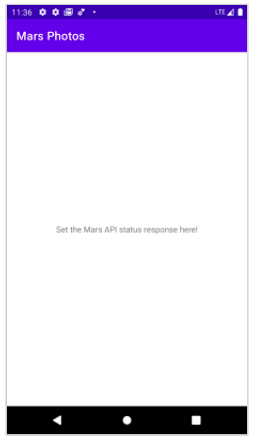 11:36 LTE
Mars Photos
Set the Mars API status response here!